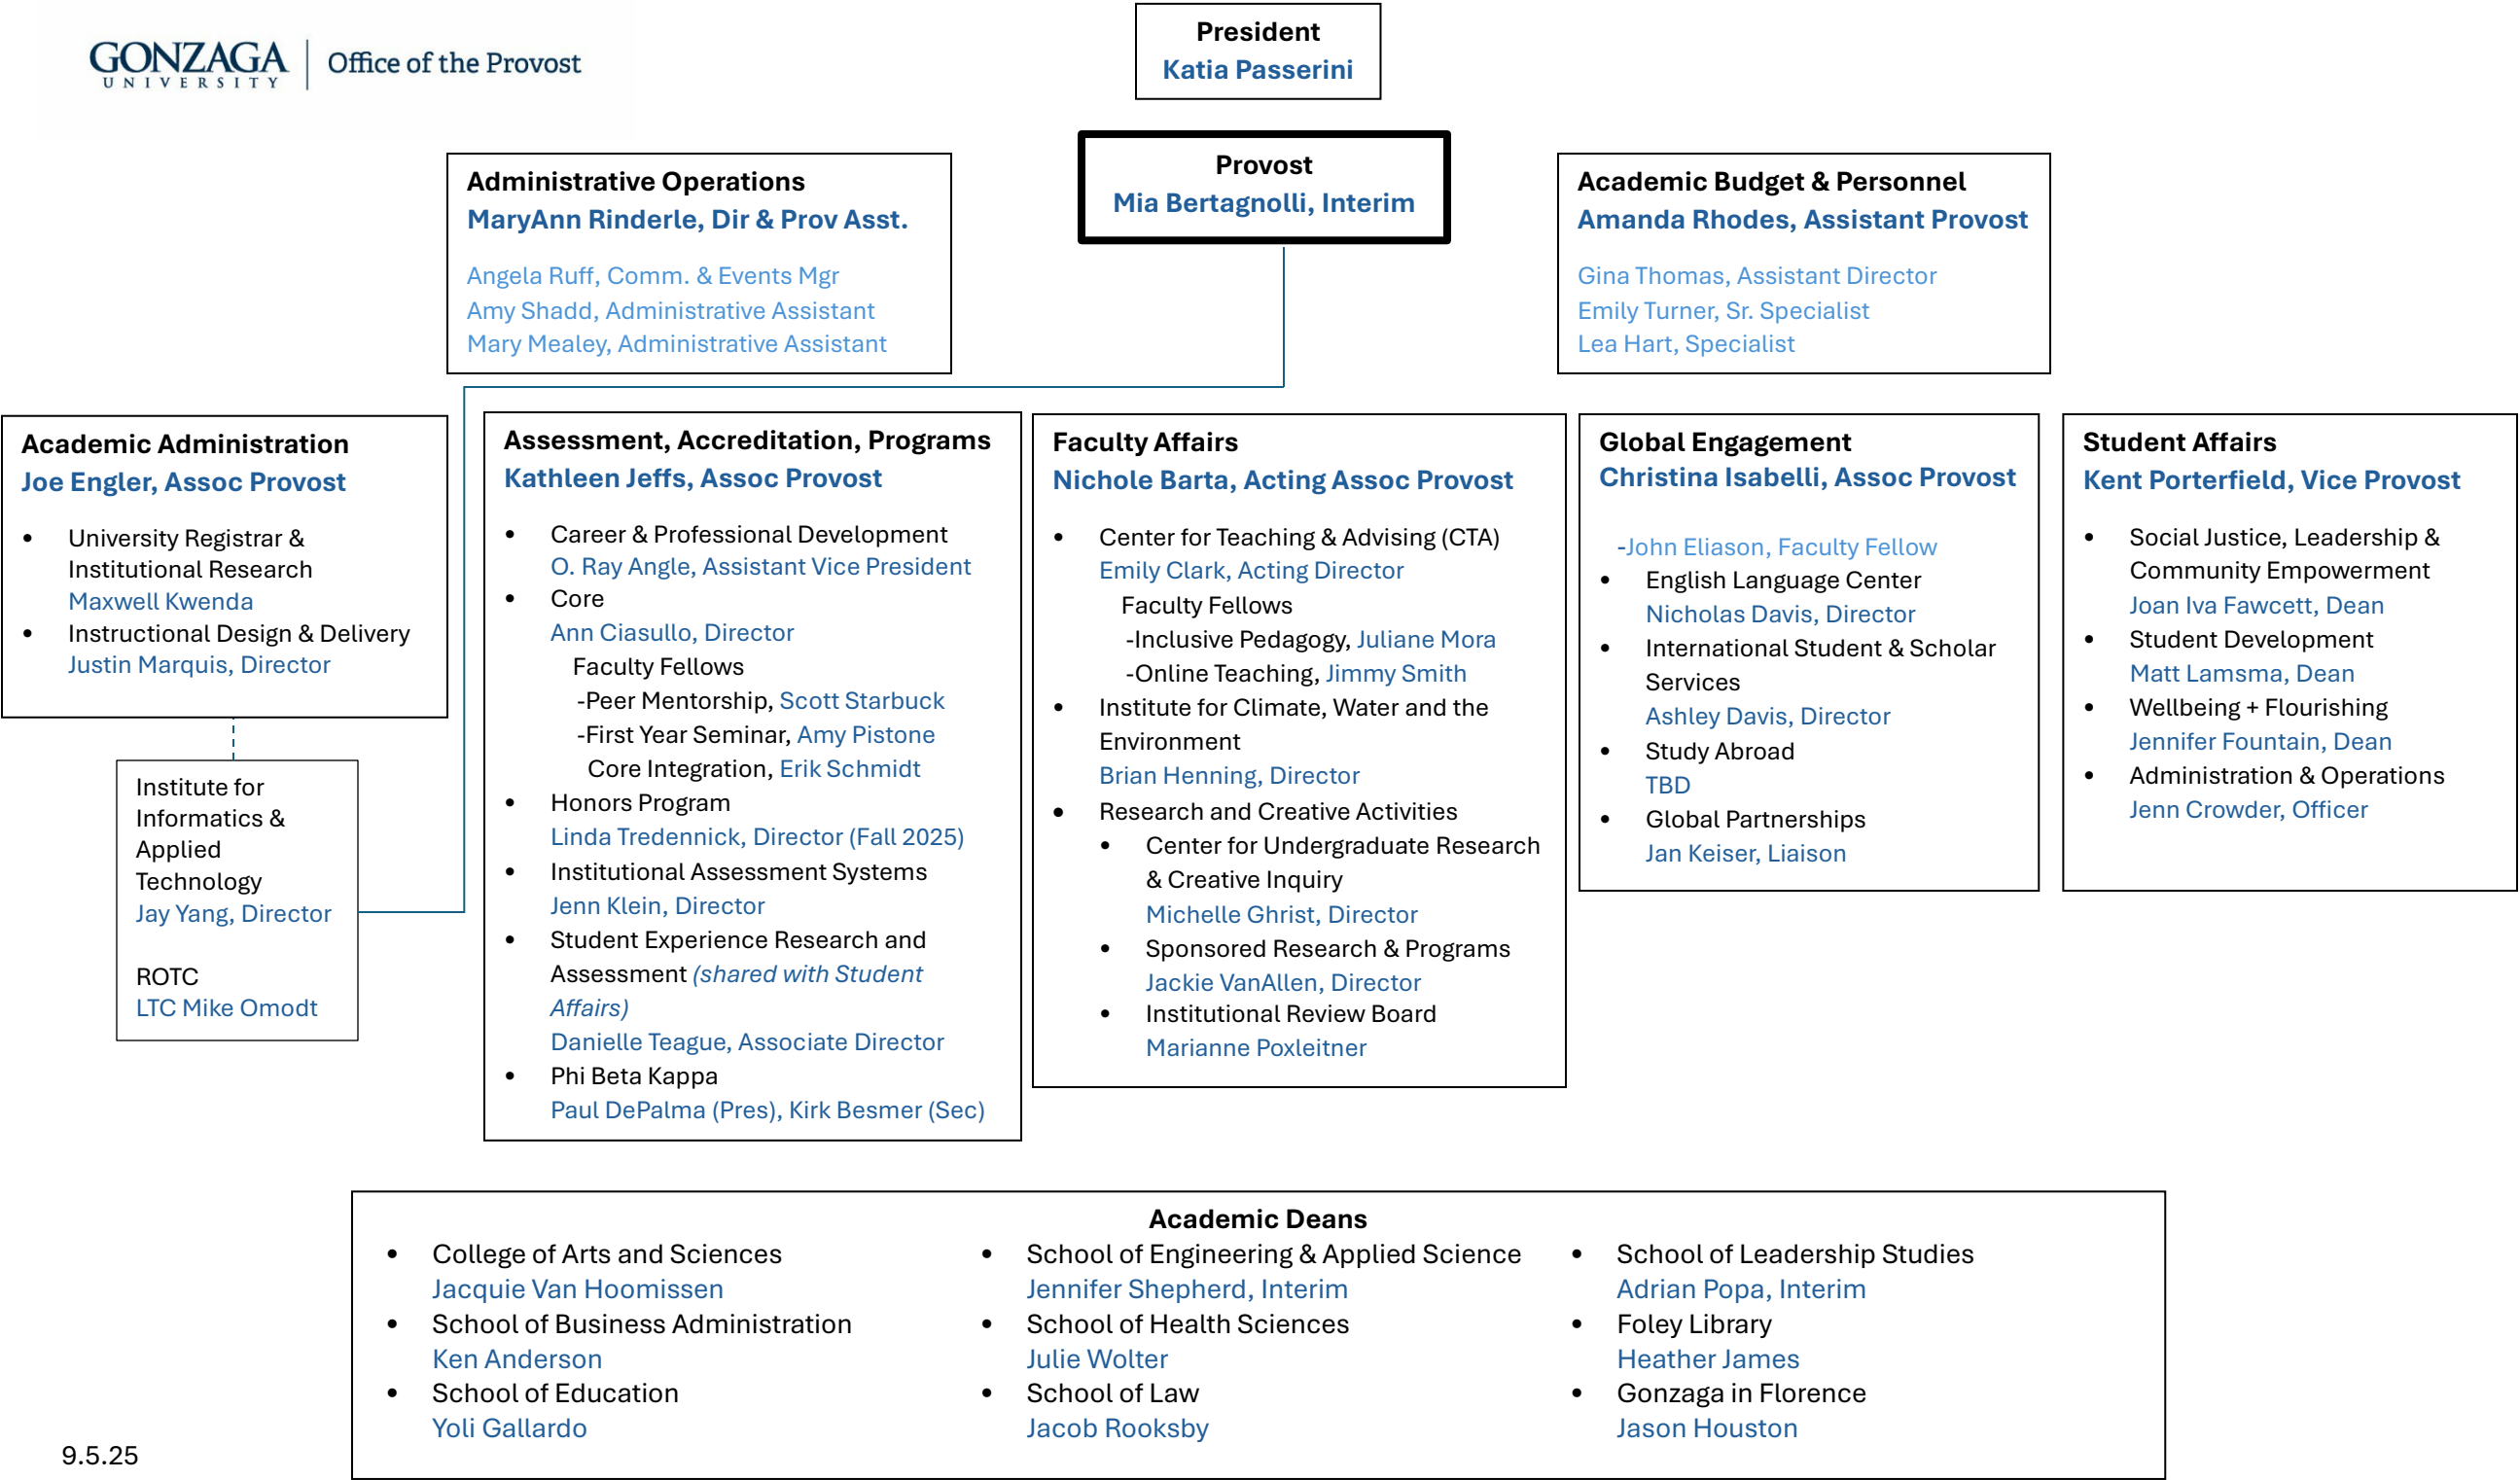 GONZAGA
UNIVERSITY
Office of the Provost
President
Katia Passerini
Provost
Mia Bertagnolli, Interim
Administrative Operations
MaryAnn Rinderle, Dir & Prov Asst.
Angela Ruff, Comm. & Events Mgr
Amy Shadd, Administrative Assistant
Mary Mealey, Administrative Assistant
Academic Budget & Personnel
Amanda Rhodes, Assistant Provost
Gina Thomas, Assistant Director
Emily Turner, Sr. Specialist
Lea Hart, Specialist
Academic Administration
Joe Engler, Assoc Provost
• University Registrar &
Institutional Research
Maxwell Kwenda
• Instructional Design & Delivery
Justin Marquis, Director
Institute for
Informatics &
Applied
Technology
Jay Yang, Director
ROTC
LTC Mike Omodt
Assessment, Accreditation, Programs
Kathleen Jeffs, Assoc Provost
• Career & Professional Development
O. Ray Angle, Assistant Vice President
• Core
Ann Ciasullo, Director
Faculty Fellows
-Peer Mentorship, Scott Starbuck
-First Year Seminar, Amy Pistone
Core Integration, Erik Schmidt
• Honors Program
Linda Tredennick, Director (Fall 2025)
• Institutional Assessment Systems
Jenn Klein, Director
• Student Experience Research and
Assessment (shared with Student
Affairs)
Danielle Teague, Associate Director
• Phi Beta Kappa
Paul DePalma (Pres), Kirk Besmer (Sec)
Faculty Affairs
Nichole Barta, Acting Assoc Provost
• Center for Teaching & Advising (CTA)
Emily Clark, Acting Director
Faculty Fellows
-Inclusive Pedagogy, Juliane Mora
-Online Teaching, Jimmy Smith
• Institute for Climate, Water and the
Environment
Brian Henning, Director
• Research and Creative Activities
• Center for Undergraduate Research
& Creative Inquiry
Michelle Ghrist, Director
• Sponsored Research & Programs
Jackie VanAllen, Director
• Institutional Review Board
Marianne Poxleitner
Global Engagement
Christina Isabelli, Assoc Provost
-John Eliason, Faculty Fellow
• English Language Center
Nicholas Davis, Director
• International Student & Scholar
Services
Ashley Davis, Director
• Study Abroad
TBD
• Global Partnerships
Jan Keiser, Liaison
Student Affairs
Kent Porterfield, Vice Provost
• Social Justice, Leadership &
Community Empowerment
Joan Iva Fawcett, Dean
• Student Development
Matt Lamsma, Dean
• Wellbeing + Flourishing
Jennifer Fountain, Dean
• Administration & Operations
Jenn Crowder, Officer
Academic Deans
• College of Arts and Sciences
Jacquie Van Hoomissen
• School of Business Administration
Ken Anderson
• School of Education
Yoli Gallardo
• School of Engineering & Applied Science
Jennifer Shepherd, Interim
• School of Health Sciences
Julie Wolter
• School of Law
Jacob Rooksby
• School of Leadership Studies
Adrian Popa, Interim
• Foley Library
Heather James
• Gonzaga in Florence
Jason Houston
9.5.25